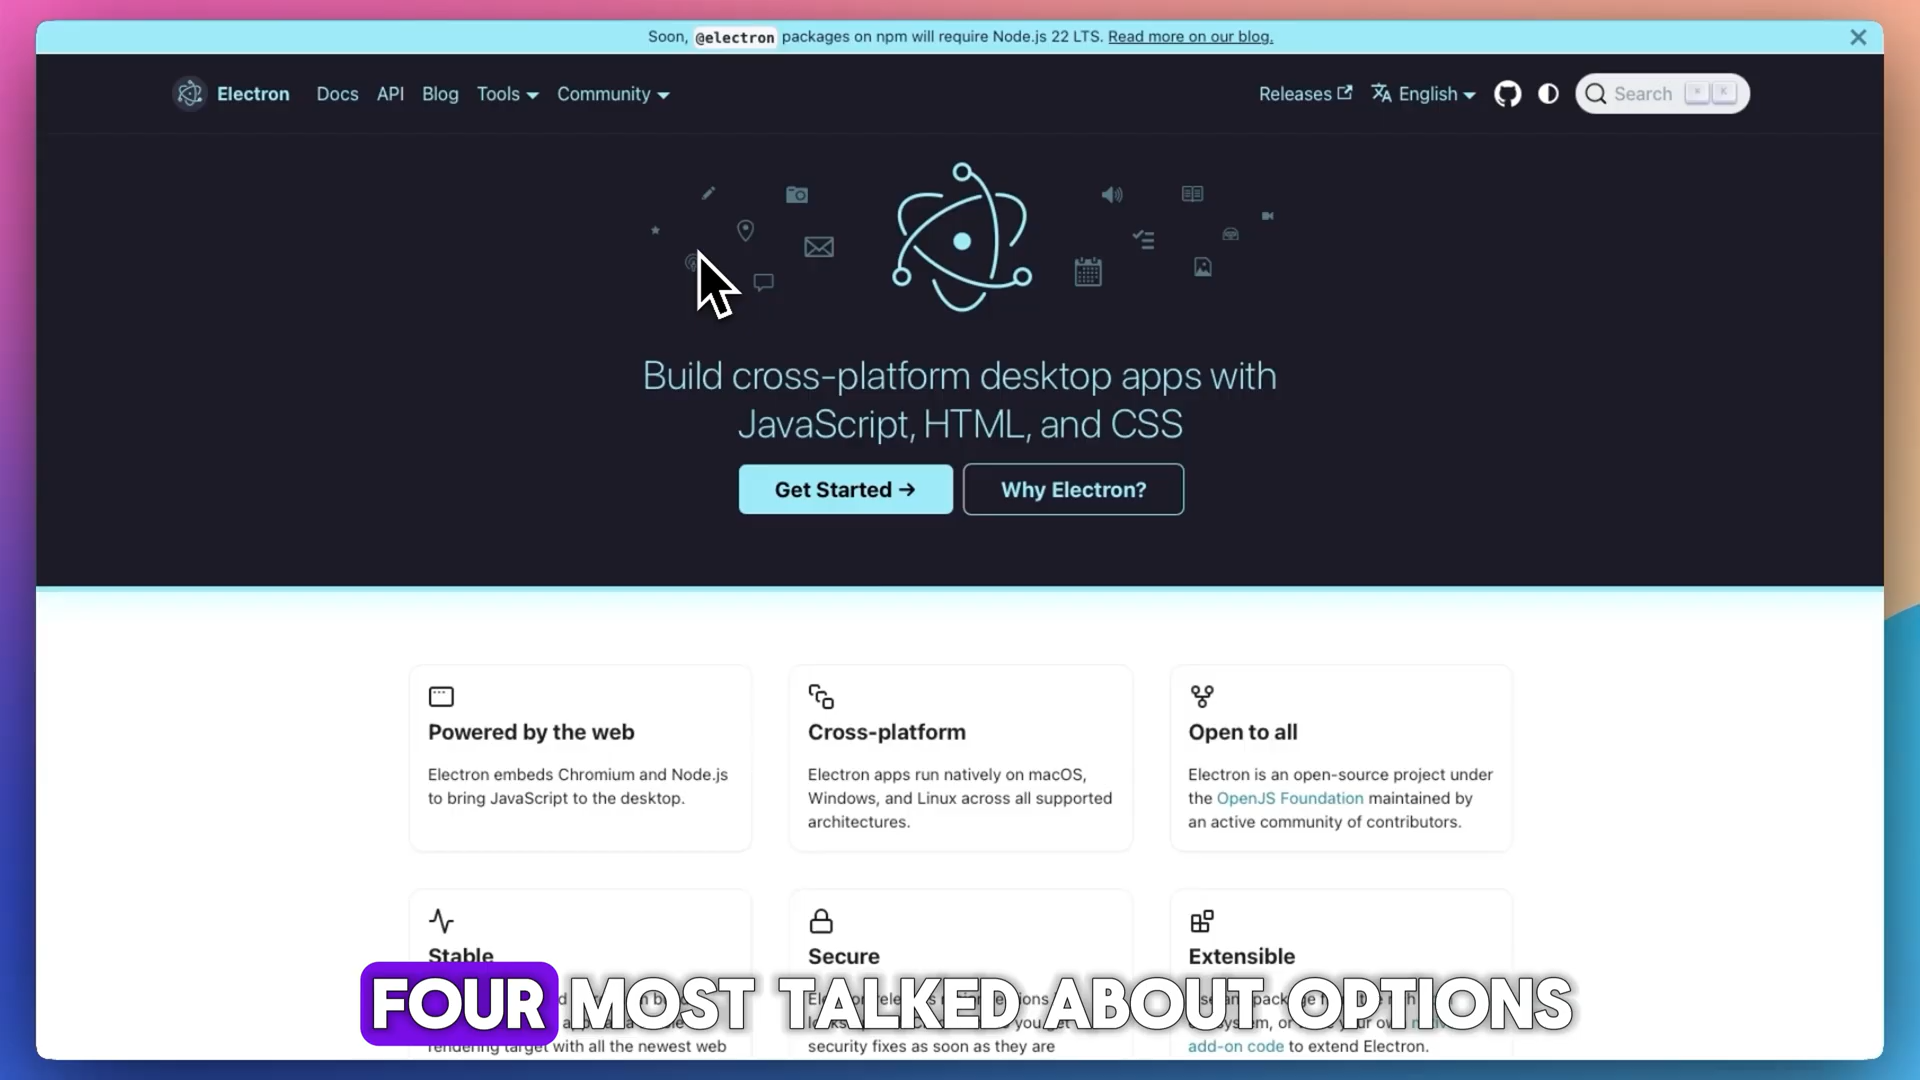 Soon, @electron packages on npm will require Node.js 22 LTS. Read more on our blog.
Electron Docs API Blog Tools Community Releases English Search K
Build cross-platform desktop apps with
JavaScript, HTML, and CSS
Get Started → Why Electron?
Powered by the web
Electron embeds Chromium and Node.js
to bring JavaScript to the desktop.
Cross-platform
Electron apps run natively on macOS,
Windows, and Linux across all supported
architectures.
Open to all
Electron is an open-source project under
the OpenJS Foundation maintained by
an active community of contributors.
Stable
rendering target with all the newest web
Secure
security fixes as soon as they are
Extensible
add-on code to extend Electron.
FOUR MOST TALKED ABOUT OPTIONS